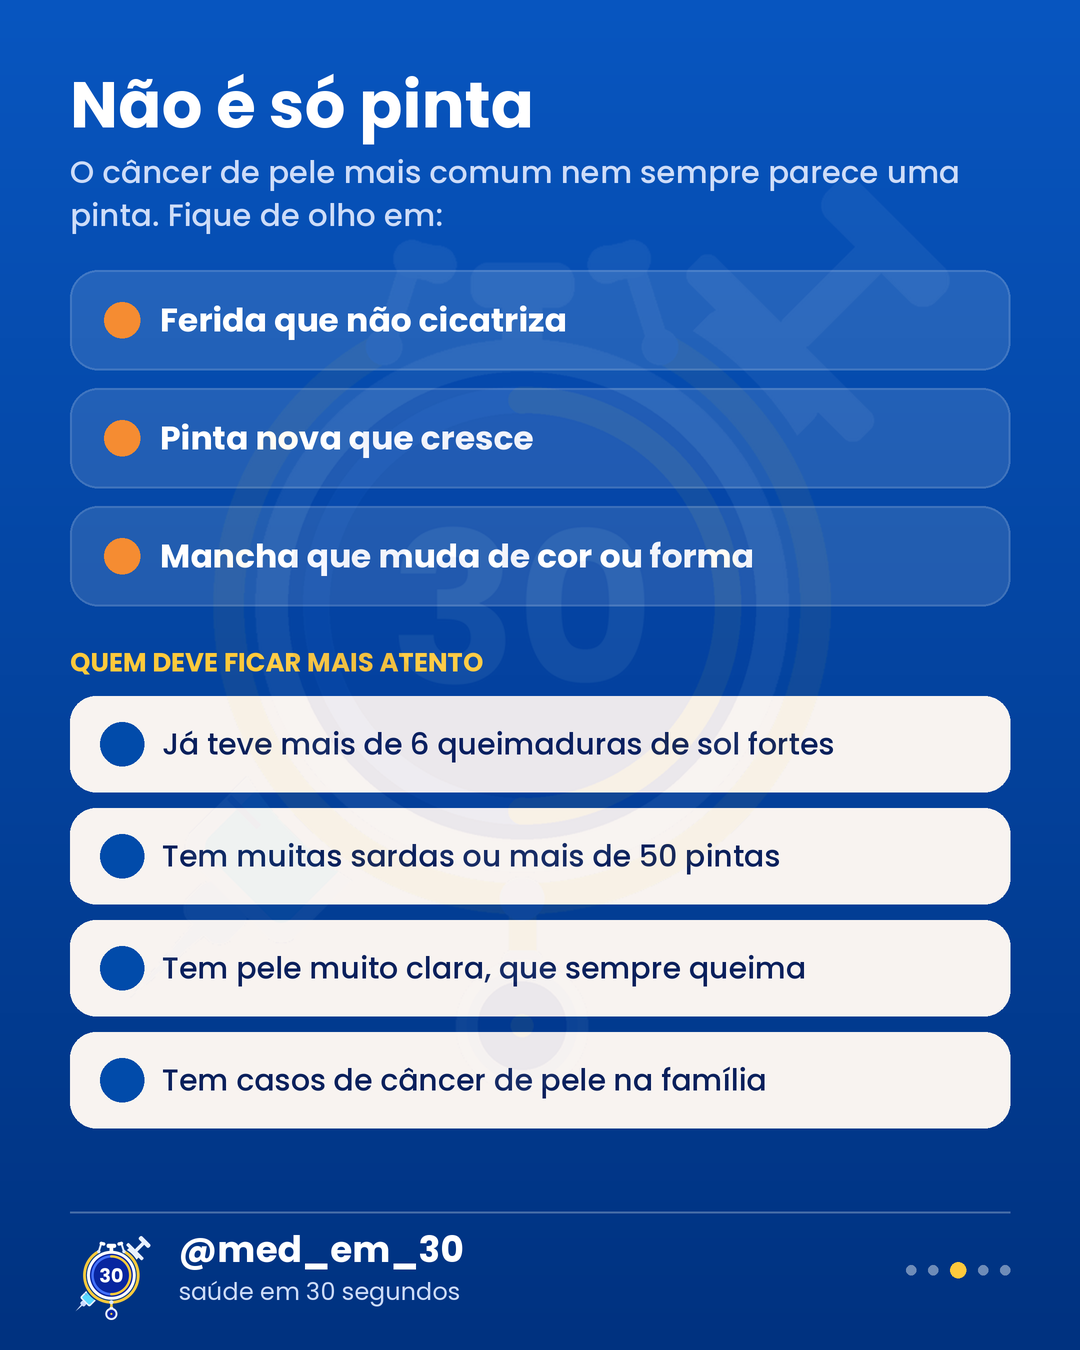 Não é só pinta
O câncer de pele mais comum nem sempre parece uma
pinta. Fique de olho em:
Ferida que não cicatriza
Pinta nova que cresce
Mancha que muda de cor ou forma
30
QUEM DEVE FICAR MAIS ATENTO
Já teve mais de 6 queimaduras de sol fortes
Tem muitas sardas ou mais de 50 pintas
Tem pele muito clara, que sempre queima
Tem casos de câncer de pele na família
30
@med_em_30
saúde em 30 segundos